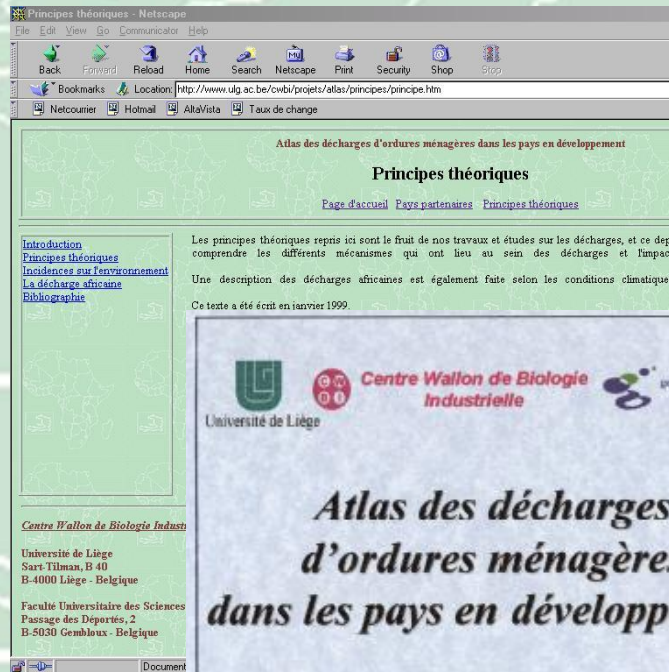 Principes théoriques - Netscape
File Edit View Go Communicator Help
Back Forward Reload Home Search Netscape Print Security Shop Stop
Bookmarks Location: http://www.ulg.ac.be/cwbi/projets/atlas/principes/principe.htm
Netcourrier Hotmail AltaVista Taux de change
Atlas des décharges d'ordures ménagères dans les pays en développement
Principes théoriques
Page d'accueil Pays partenaires Principes théoriques
Introduction
Principes théoriques
Incidences sur l'environnement
La décharge africaine
Bibliographie
Les principes théoriques repris ici sont le fruit de nos travaux et études sur les décharges, et ce dep
comprendre les différents mécanismes qui ont lieu au sein des décharges et l'impac
Une description des décharges africaines est également faite selon les conditions climatique
Ce texte a été écrit en janvier 1999.
Centre Wallon de Biologie Indust
Université de Liège
Sart-Tilman, B 40
B-4000 Liège - Belgique
Faculté Universitaire des Sciences
Passage des Déportés, 2
B-5030 Gembloux - Belgique
Université de Liège
CWBI
Centre Wallon de Biologie
Industrielle
Atlas des décharges
d'ordures ménagère
dans les pays en développ
Document